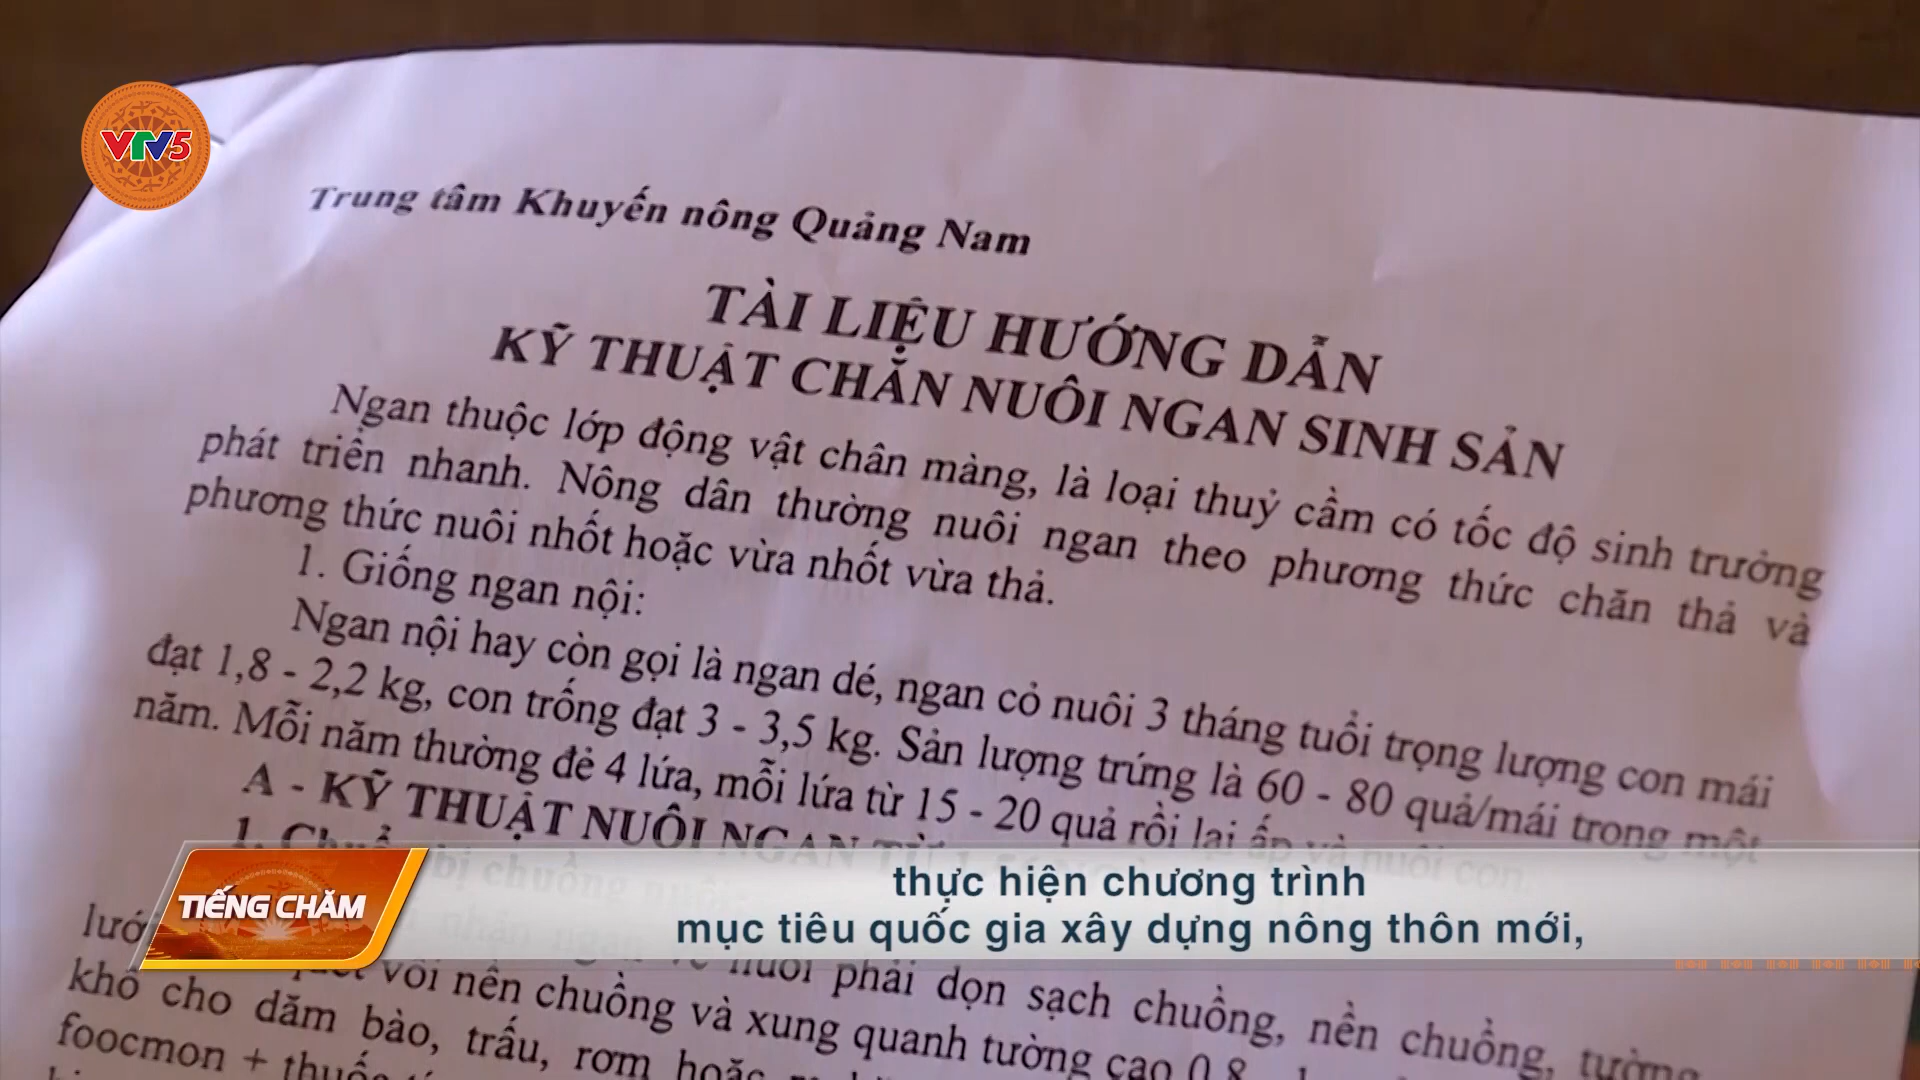 VTV5
Trung tâm Khuyến nông Quảng Nam
TÀI LIỆU HƯỚNG DẪN
KỸ THUẬT CHĂN NUÔI NGAN SINH SẢN
Ngan thuộc lớp động vật chân màng, là loại thuỷ cầm có tốc độ sinh trưởng
phát triển nhanh. Nông dân thường nuôi ngan theo phương thức chăn thả và
phương thức nuôi nhốt hoặc vừa nhốt vừa thả.
1. Giống ngan nội:
Ngan nội hay còn gọi là ngan dé, ngan cỏ nuôi 3 tháng tuổi trọng lượng con mái
đạt 1,8 - 2,2 kg, con trống đạt 3 - 3,5 kg. Sản lượng trứng là 60 - 80 quả/mái trong một
năm. Mỗi năm thường đẻ 4 lứa, mỗi lứa từ 15 - 20 quả rồi lại ấp và nuôi con.
A - KỸ THUẬT NUÔI NGAN TỪ
1. Chuẩn bị chuồng nuôi
nuôi phải dọn sạch chuồng, nền chuồng, tường
vôi nền chuồng và xung quanh tường cao 0,8
khô cho dăm bào, trấu, rơm hoặc
foocmon + thuốc
TIẾNG CHĂM
thực hiện chương trình
mục tiêu quốc gia xây dựng nông thôn mới,